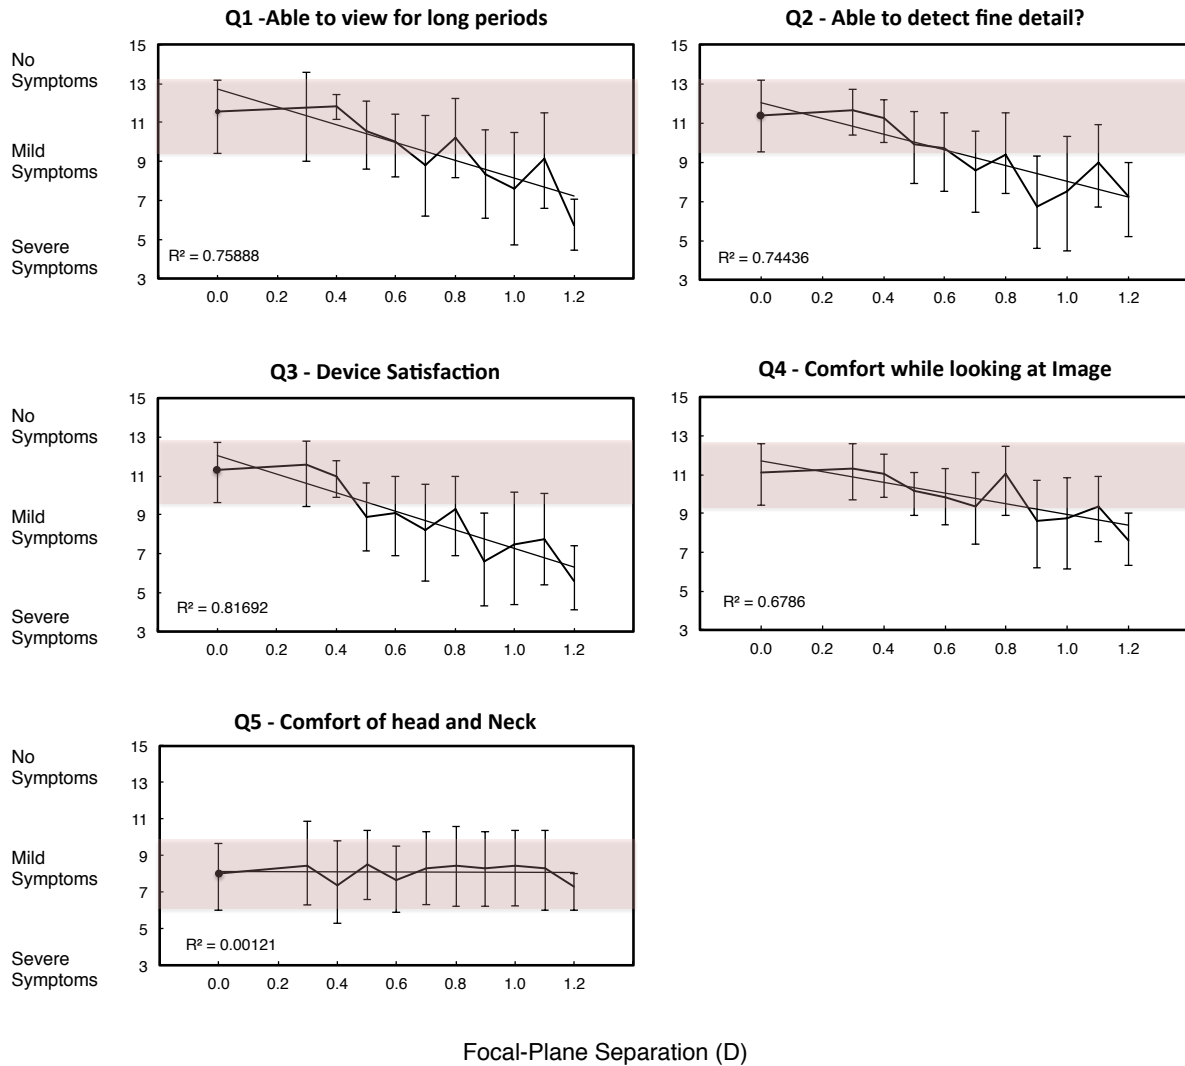 Q1 -Able to view for long periods
No
Symptoms
Mild
Symptoms
Severe
Symptoms
15
13
11
9
7
5
3
R² = 0.75888
0.0 0.2 0.4 0.6 0.8 1.0 1.2
Q2 - Able to detect fine detail?
15
13
11
9
7
5
3
R² = 0.74436
0.0 0.2 0.4 0.6 0.8 1.0 1.2
Q3 - Device Satisfaction
No
Symptoms
Mild
Symptoms
Severe
Symptoms
15
13
11
9
7
5
3
R² = 0.81692
0.0 0.2 0.4 0.6 0.8 1.0 1.2
Q4 - Comfort while looking at Image
15
13
11
9
7
5
3
R² = 0.6786
0.0 0.2 0.4 0.6 0.8 1.0 1.2
Q5 - Comfort of head and Neck
No
Symptoms
Mild
Symptoms
Severe
Symptoms
15
13
11
9
7
5
3
R² = 0.00121
0.0 0.2 0.4 0.6 0.8 1.0 1.2
Focal-Plane Separation (D)